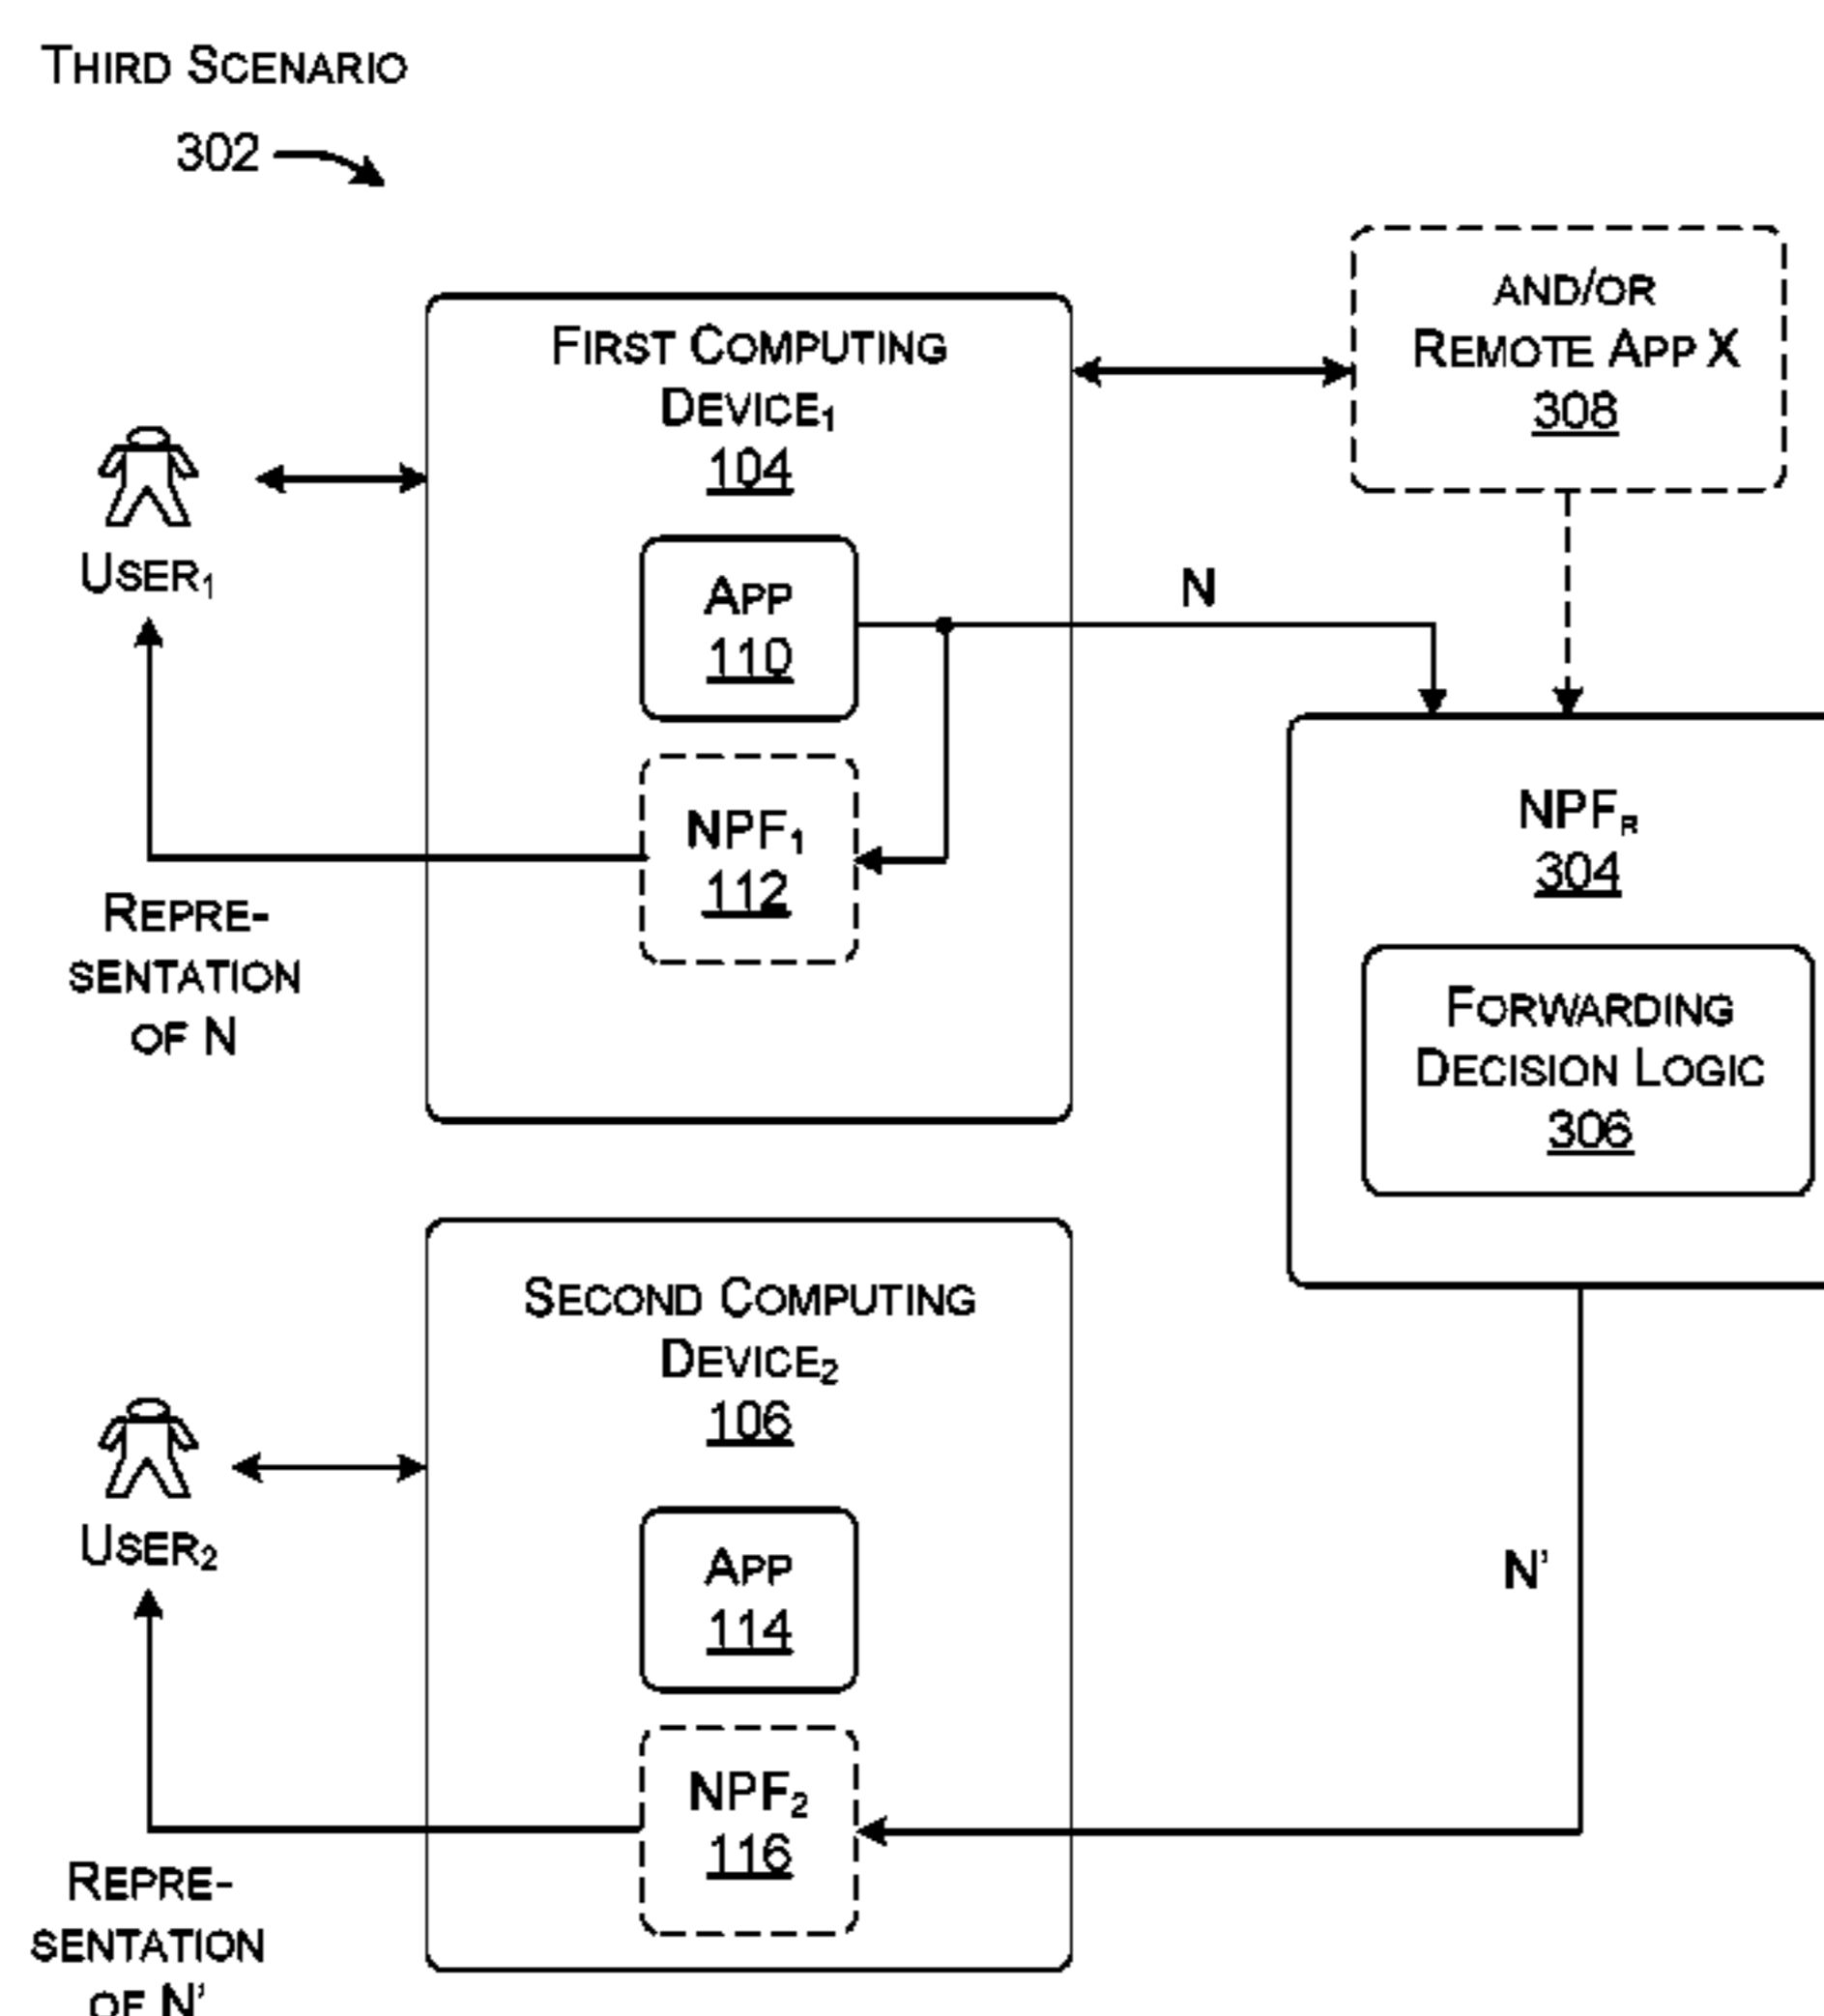 THIRD SCENARIO
302
AND/OR
REMOTE APP X
308
FIRST COMPUTING
DEVICE₁
104
USER₁
APP
110
N
NPF₁
112
REPRE-
SENTATION
OF N
NPFR
304
FORWARDING
DECISION LOGIC
306
SECOND COMPUTING
DEVICE₂
106
USER₂
APP
114
N'
NPF₂
116
REPRE-
SENTATION
OF N'